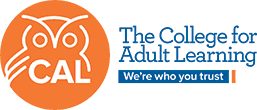 CAL
The College for
Adult Learning
We're who you trust